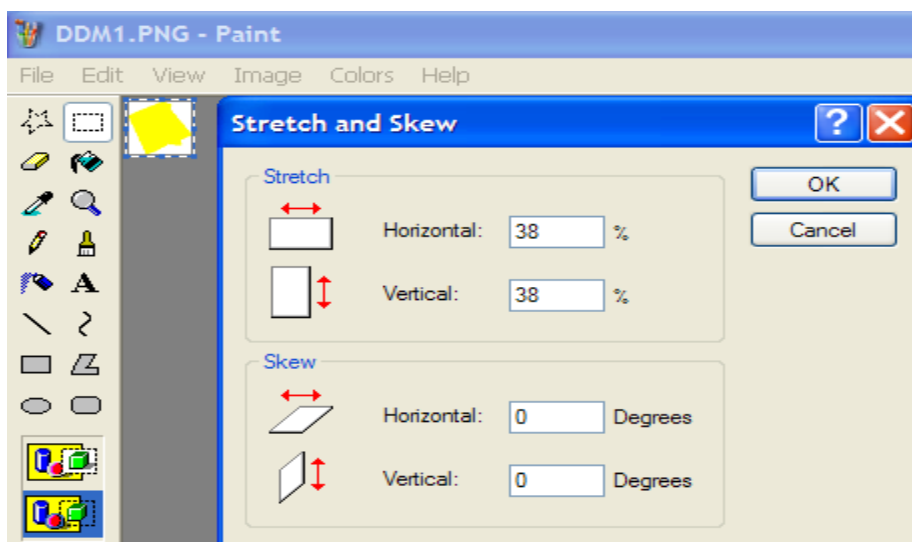 DDM1.PNG - Paint
File Edit View Image Colors Help
Stretch and Skew
Stretch
Horizontal: 38 %
Vertical: 38 %
OK
Cancel
Skew
Horizontal: 0 Degrees
Vertical: 0 Degrees
A